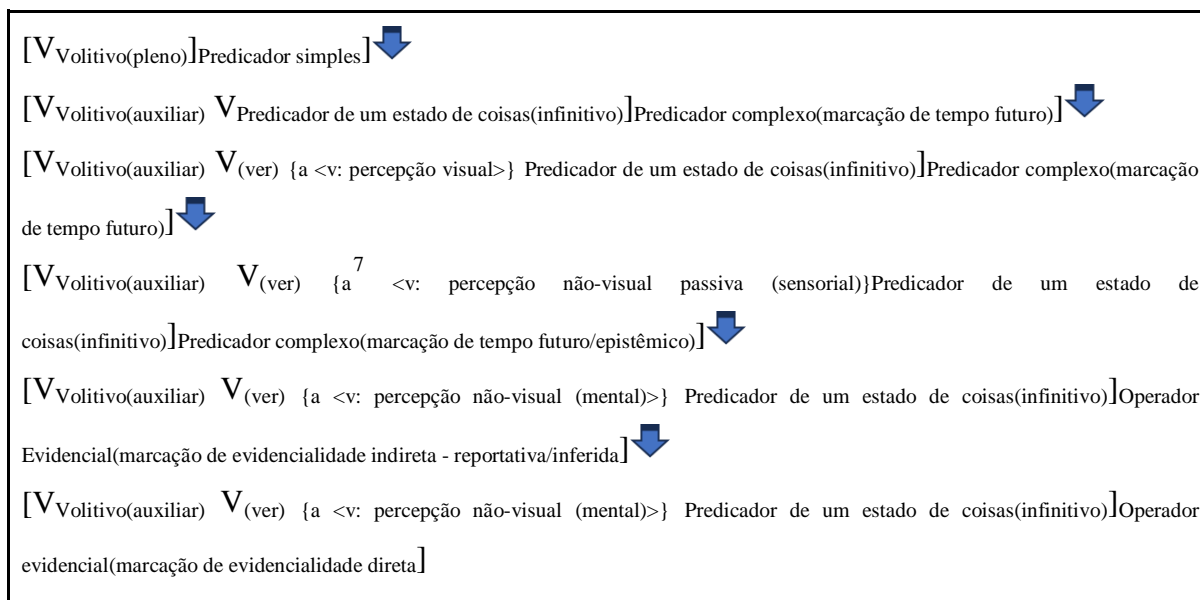 [VVolitivo(pleno)]Predicador simples]
[VVolitivo(auxiliar) VPredicador de um estado de coisas(infinitivo)]Predicador complexo(marcação de tempo futuro)]
[VVolitivo(auxiliar) V(ver) {a <v: percepção visual>} Predicador de um estado de coisas(infinitivo)]Predicador complexo(marcação
de tempo futuro)]
[VVolitivo(auxiliar) V(ver) {a7 <v: percepção não-visual passiva (sensorial)}Predicador de um estado de
coisas(infinitivo)]Predicador complexo(marcação de tempo futuro/epistêmico)]
[VVolitivo(auxiliar) V(ver) {a <v: percepção não-visual (mental)>} Predicador de um estado de coisas(infinitivo)]Operador
Evidencial(marcação de evidencialidade indireta - reportativa/inferida]
[VVolitivo(auxiliar) V(ver) {a <v: percepção não-visual (mental)>} Predicador de um estado de coisas(infinitivo)]Operador
evidencial(marcação de evidencialidade direta]